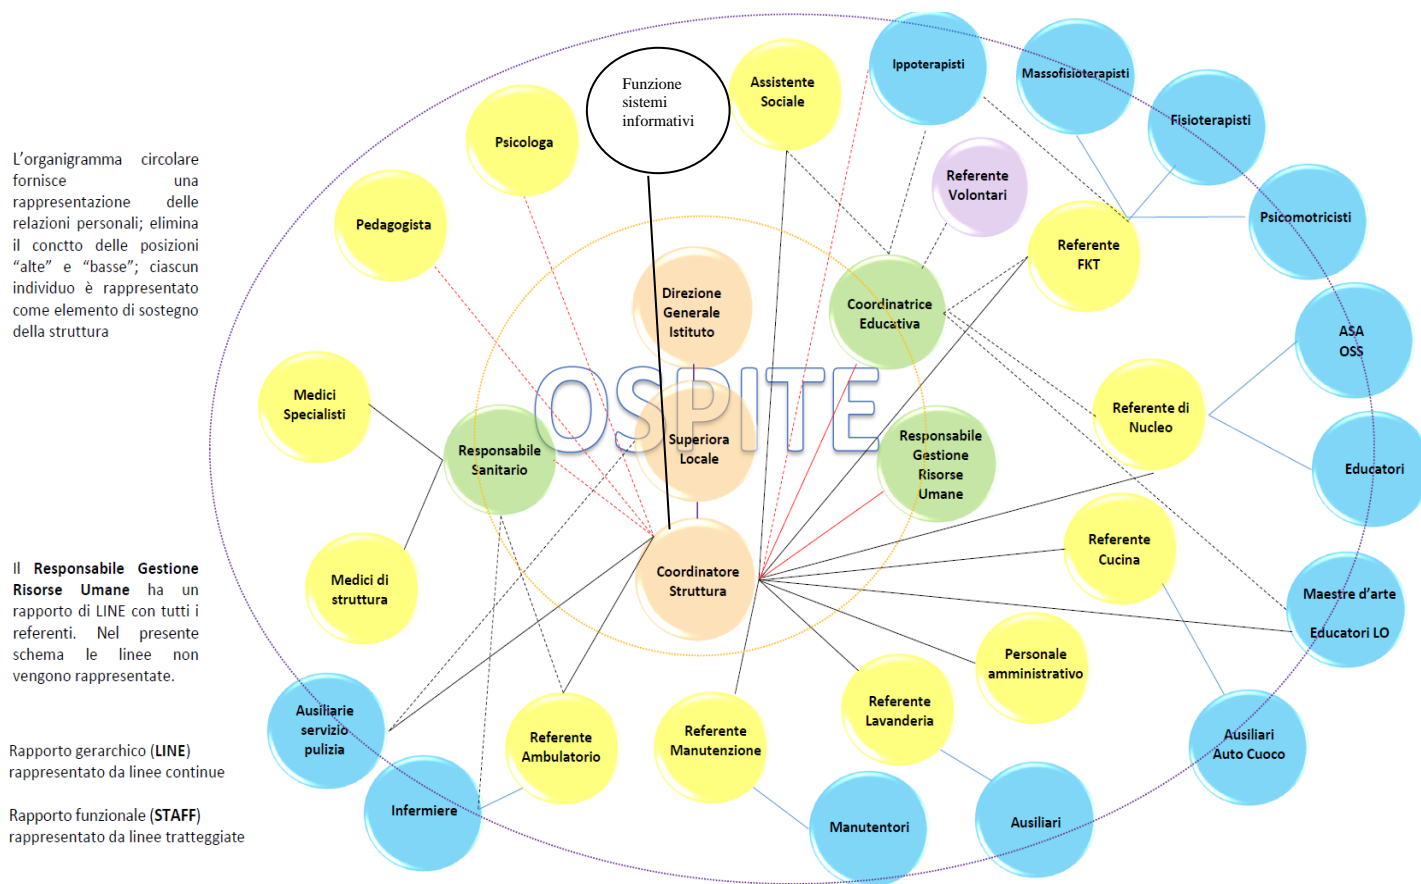 L'organigramma circolare
fornisce una
rappresentazione delle
relazioni personali; elimina
il conctto delle posizioni
"alte" e "basse"; ciascun
individuo è rappresentato
come elemento di sostegno
della struttura
Il Responsabile Gestione
Risorse Umane ha un
rapporto di LINE con tutti i
referenti. Nel presente
schema le linee non
vengono rappresentate.
Rapporto gerarchico (LINE)
rappresentato da linee continue
Rapporto funzionale (STAFF)
rappresentato da linee tratteggiate
Funzione
sistemi
informativi
Assistente
Sociale
Ippoterapisti
Massofisioterapisti
Fisioterapisti
Psicologa
Pedagogista
Referente
Volontari
Psicomotricisti
Referente
FKT
Direzione
Generale
Istituto
Coordinatrice
Educativa
ASA
OSS
OSPITE
Medici
Specialisti
Responsabile
Sanitario
Superiora
Locale
Responsabile
Gestione
Risorse
Umane
Referente di
Nucleo
Educatori
Referente
Cucina
Medici di
struttura
Coordinatore
Struttura
Maestre d'arte
Educatori LO
Personale
amministrativo
Ausiliarie
servizio
pulizia
Referente
Ambulatorio
Referente
Manutenzione
Referente
Lavanderia
Ausiliari
Auto Cuoco
Infermiere
Manutentori
Ausiliari